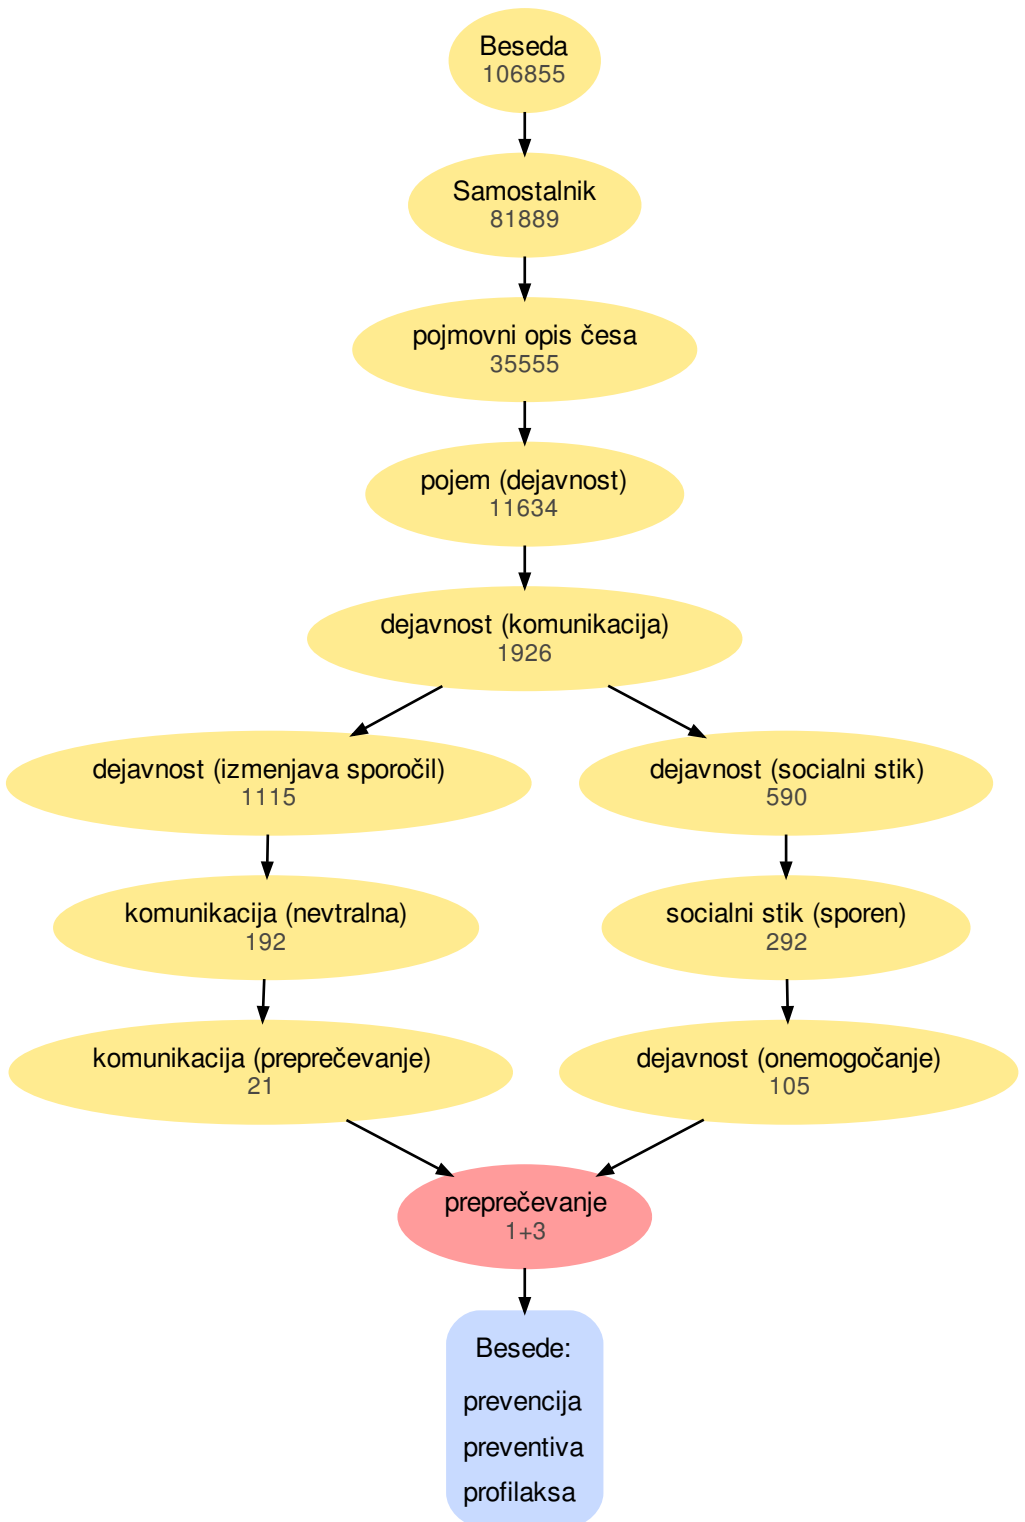 Beseda
106855
Samostalnik
81889
pojmovni opis česa
35555
pojem (dejavnost)
11634
dejavnost (komunikacija)
1926
dejavnost (izmenjava sporočil)
1115
dejavnost (socialni stik)
590
komunikacija (nevtralna)
192
socialni stik (sporen)
292
komunikacija (preprečevanje)
21
dejavnost (onemogočanje)
105
preprečevanje
1+3
Besede:
prevencija
preventiva
profilaksa